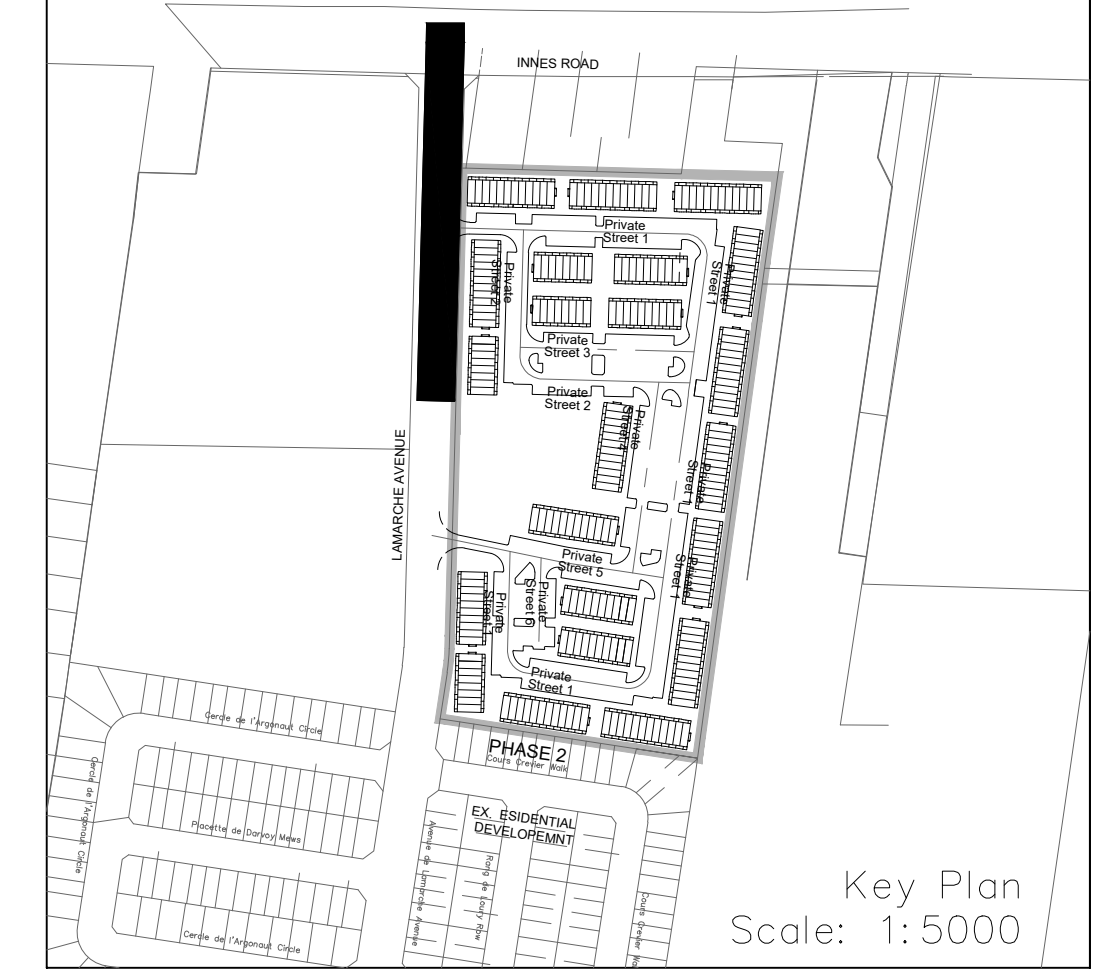 INNES ROAD
Private
Street 1
Private
Street 2
Private
Street 1
Private
Street 3
Private
Street 2
Private
Street 4
LAMARCHE AVENUE
Private
Street 1
Private
Street 5
Private
Street 1
Private
Street 6
Private
Street 1
Private
Street 1
Cercle de l'Argonaut Circle
PHASE 2
Cours Crevier Walk
Cercle de l'Argonaut Circle
EX. ESIDENTIAL
DEVELOPEMNT
Placette de Darvoy Mews
Avenue de Lamarche Avenue
Rang de Loury Row
Cours Crevier Wa
Cercle de l'Argonaut Circle
Key Plan
Scale: 1:5000